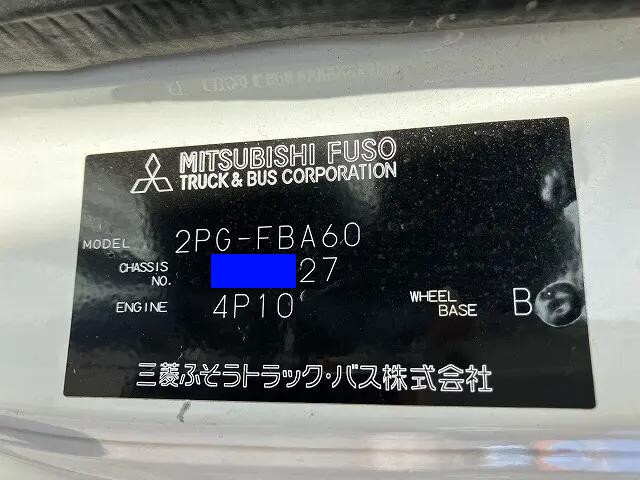 MITSUBISHI FUSO
TRUCK & BUS CORPORATION
MODEL 2PG-FBA60
CHASSIS NO. 27
ENGINE 4P10
WHEEL BASE B
三菱ふそうトラック・バス株式会社